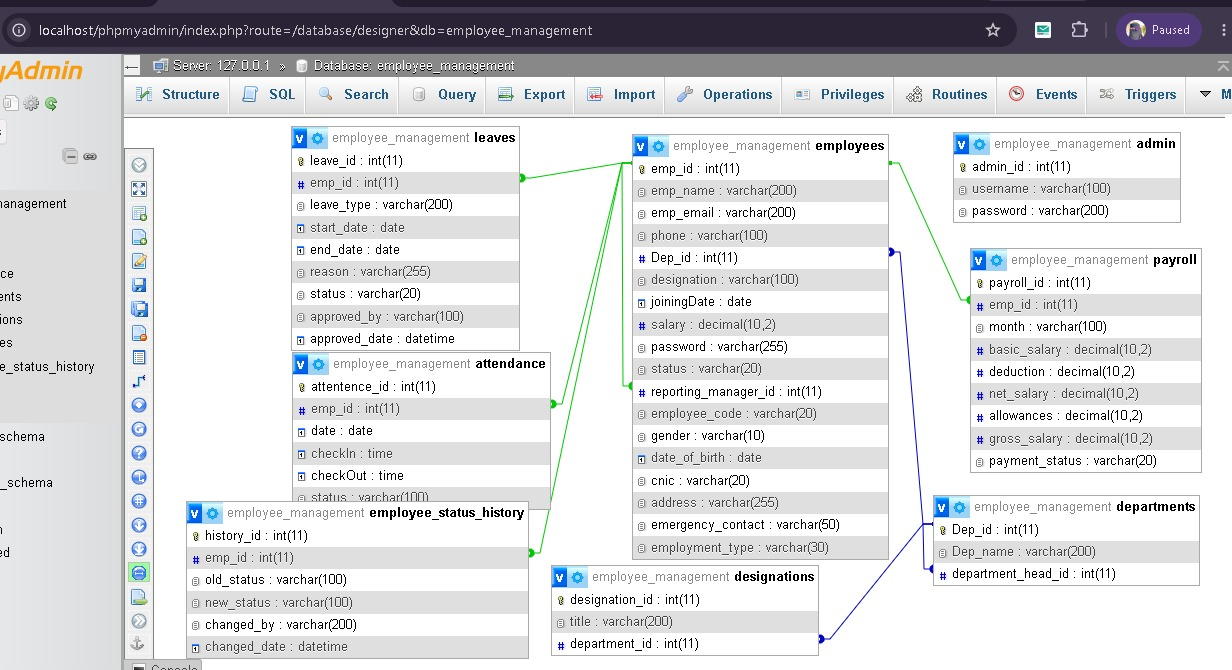 localhost/phpmyadmin/index.php?route=/database/designer&db=employee_management
Paused
yAdmin
Server: 127.0.0.1 » Database: employee_management
Structure SQL Search Query Export Import Operations Privileges Routines Events Triggers M
anagement
ce
ents
ions
es
e_status_history
schema
_schema
n
ed
v employee_management leaves
leave_id : int(11)
# emp_id : int(11)
leave_type : varchar(200)
start_date : date
end_date : date
reason : varchar(255)
status : varchar(20)
approved_by : varchar(100)
approved_date : datetime
v employee_management attendance
attentence_id : int(11)
# emp_id : int(11)
date : date
checkIn : time
checkOut : time
status : varchar(100)
v employee_management employee_status_history
history_id : int(11)
# emp_id : int(11)
old_status : varchar(100)
new_status : varchar(100)
changed_by : varchar(200)
changed_date : datetime
v employee_management employees
emp_id : int(11)
emp_name : varchar(200)
emp_email : varchar(200)
phone : varchar(100)
# Dep_id : int(11)
designation : varchar(100)
joiningDate : date
# salary : decimal(10,2)
password : varchar(255)
status : varchar(20)
# reporting_manager_id : int(11)
employee_code : varchar(20)
gender : varchar(10)
date_of_birth : date
cnic : varchar(20)
address : varchar(255)
emergency_contact : varchar(50)
employment_type : varchar(30)
v employee_management designations
designation_id : int(11)
title : varchar(200)
# department_id : int(11)
v employee_management admin
admin_id : int(11)
username : varchar(100)
password : varchar(200)
v employee_management payroll
payroll_id : int(11)
# emp_id : int(11)
month : varchar(100)
# basic_salary : decimal(10,2)
# deduction : decimal(10,2)
# net_salary : decimal(10,2)
# allowances : decimal(10,2)
# gross_salary : decimal(10,2)
payment_status : varchar(20)
v employee_management departments
Dep_id : int(11)
Dep_name : varchar(200)
# department_head_id : int(11)
Console